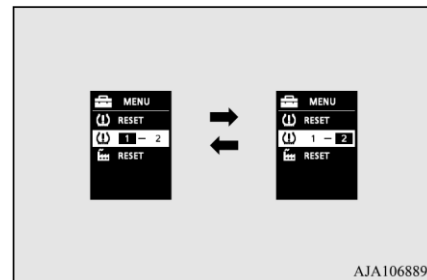 MENU
RESET
1 – 2
RESET
MENU
RESET
1 – 2
RESET
AJA106889